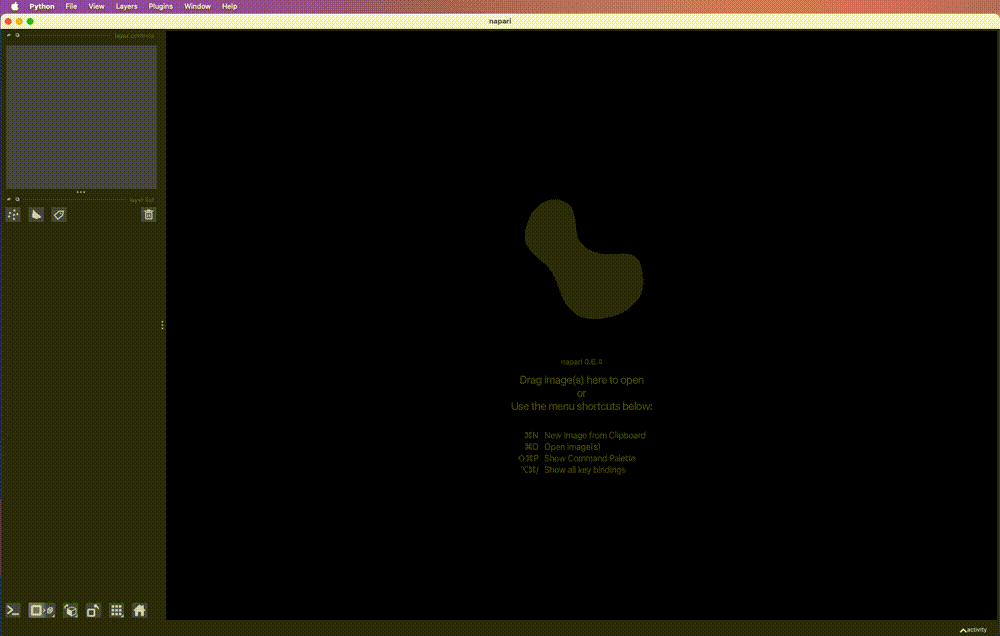 Python File View Layers Plugins Window Help
napari
layer controls
layer list
napari 0.6.4
Drag image(s) here to open
or
Use the menu shortcuts below:
⌘N New Image from Clipboard
⌘O Open image(s)
⇧⌘P Show Command Palette
⌥⌘/ Show all key bindings
activity